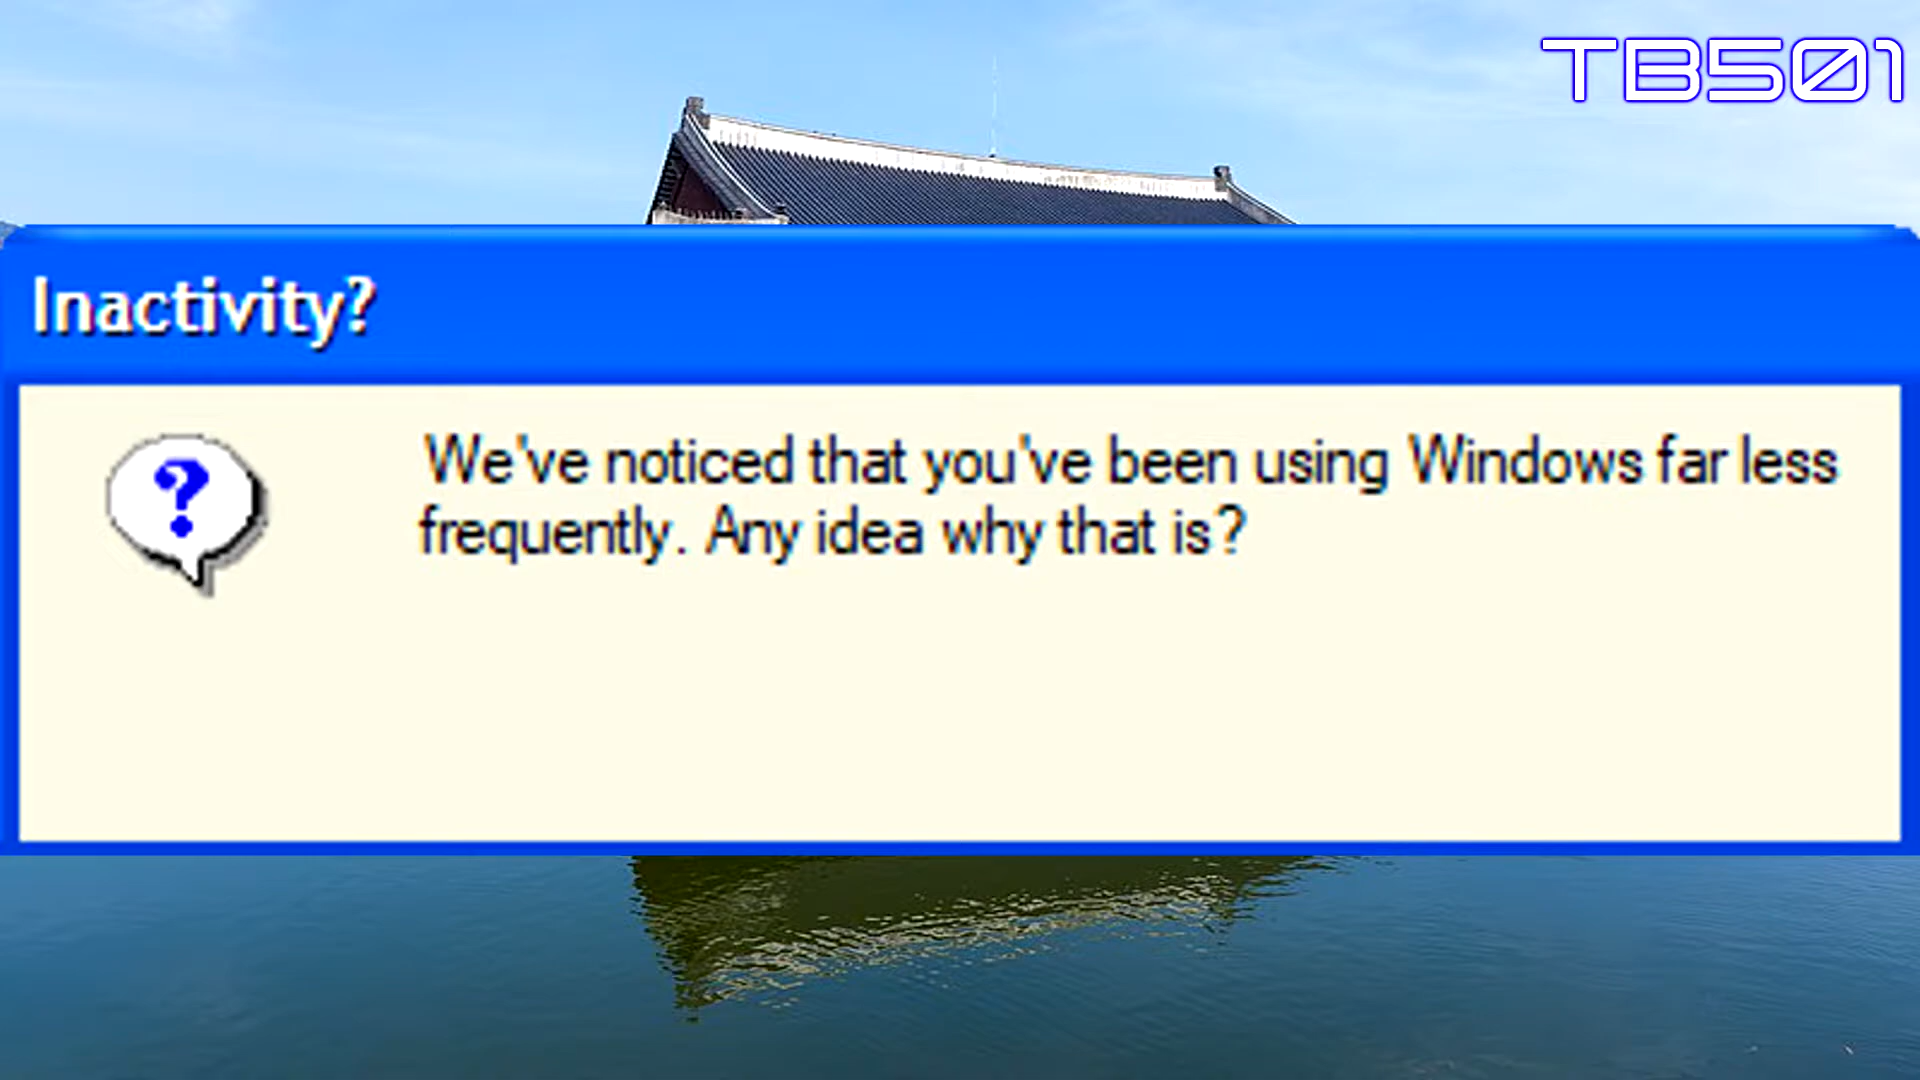 TB501
Inactivity?
?
We've noticed that you've been using Windows far less
frequently. Any idea why that is?